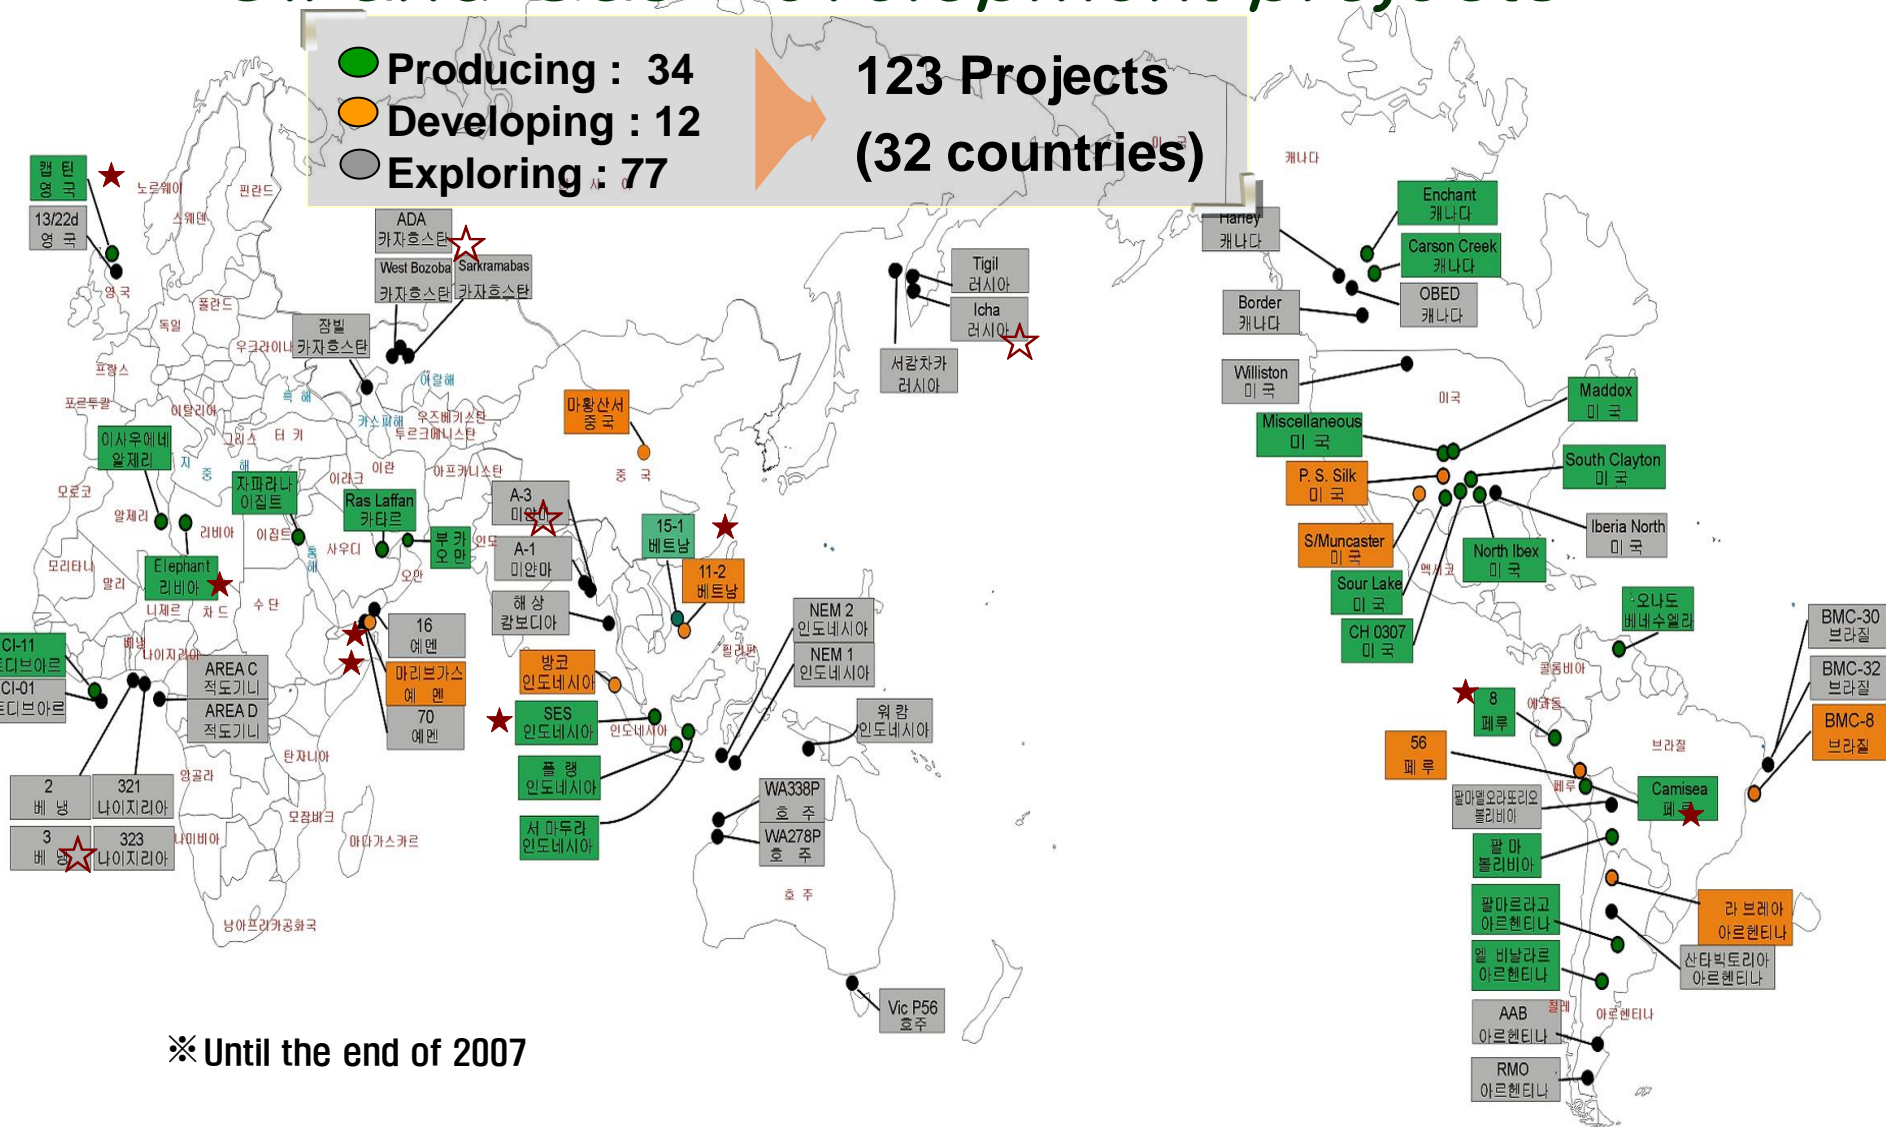 Producing : 34
Developing : 12
Exploring : 77
123 Projects
(32 countries)
캡 틴
영 국
13/22d
영 국
노르웨이
핀란드
스웨덴
영 국
폴란드
독일
우크라이나
프랑스
포르투칼
이탈리아
그리스
터 키
흑 해
아랄해
카스피해
우즈베키스탄
투르크메니스탄
ADA
카자흐스탄
West Bozoba
카자흐스탄
Sarkramabas
카자흐스탄
잠빌
카자흐스탄
이사우에네
알제리
지
중
해
자파라나
이집트
이라크
이란
아프카니스탄
Ras Laffan
카타르
부 카
오 만
인도
모로코
알제리
리비아
이집트
홍
해
사우디
오만
모리타니
말리
Elephant
리비아
니제르
차 드
수 단
베냉
나이지리아
CI-11
CI-01
AREA C
적도기니
AREA D
적도기니
16
예멘
마리브가스
예 멘
70
예멘
2
베 냉
321
나이지리아
3
베 냉
323
나이지리아
탄자니아
앙골라
모잠비크
나미비아
마다가스카르
남아프리카공화국
마황산서
중 국
중 국
A-3
미얀마
A-1
미얀마
해 상
캄보디아
15-1
베트남
11-2
베트남
필리핀
방코
인도네시아
SES
인도네시아
인도네시아
폴 랭
인도네시아
서 마두라
인도네시아
NEM 2
인도네시아
NEM 1
인도네시아
워 캄
인도네시아
WA338P
호 주
WA278P
호 주
호 주
Vic P56
호주
Tigil
러시아
Icha
러시아
서캄차카
러시아
캐나다
Harley
캐나다
Enchant
캐나다
Carson Creek
캐나다
Border
캐나다
OBED
캐나다
Williston
미 국
미국
Maddox
미 국
Miscellaneous
미 국
P. S. Silk
미 국
South Clayton
미 국
S/Muncaster
미 국
Iberia North
미 국
North Ibex
미 국
멕시코
Sour Lake
미 국
CH 0307
미 국
오나도
베네수엘라
콜롬비아
8
페루
56
페 루
페루
브라질
BMC-30
브라질
BMC-32
브라질
BMC-8
브라질
Camisea
페 루
팔마델오라또리오
볼리비아
팔 마
볼리비아
팔마르라고
아르헨티나
엘 비날라르
아르헨티나
라 브레아
아르헨티나
산타빅토리아
아르헨티나
칠레
아르헨티나
AAB
아르헨티나
RMO
아르헨티나
※Until the end of 2007